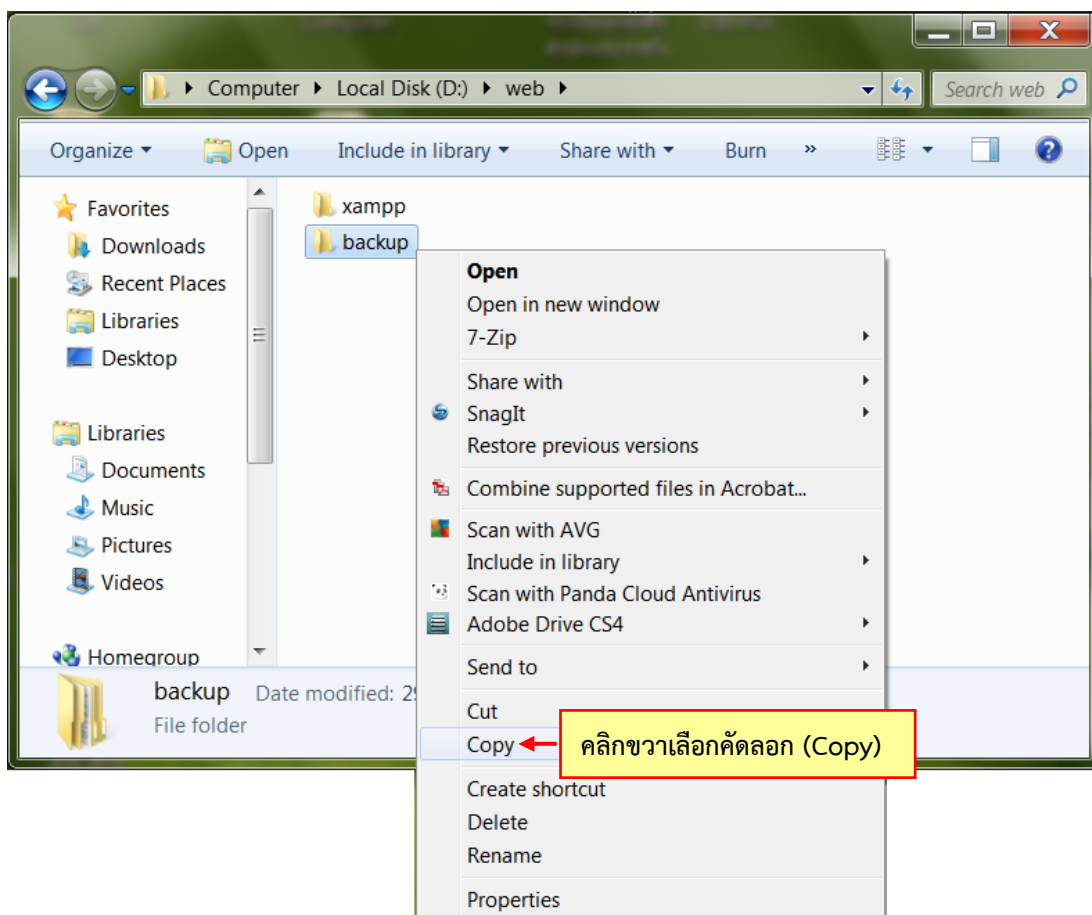 Computer ▸ Local Disk (D:) ▸ web ▸
Search web
Organize ▾ Open Include in library ▾ Share with ▾ Burn »
Favorites
Downloads
Recent Places
Libraries
Desktop
Libraries
Documents
Music
Pictures
Videos
Homegroup
xampp
backup
Open
Open in new window
7-Zip
Share with
SnagIt
Restore previous versions
Combine supported files in Acrobat...
Scan with AVG
Include in library
Scan with Panda Cloud Antivirus
Adobe Drive CS4
Send to
Cut
Copy
คลิกขวาเลือกคัดลอก (Copy)
Create shortcut
Delete
Rename
Properties
backup Date modified: 2
File folder